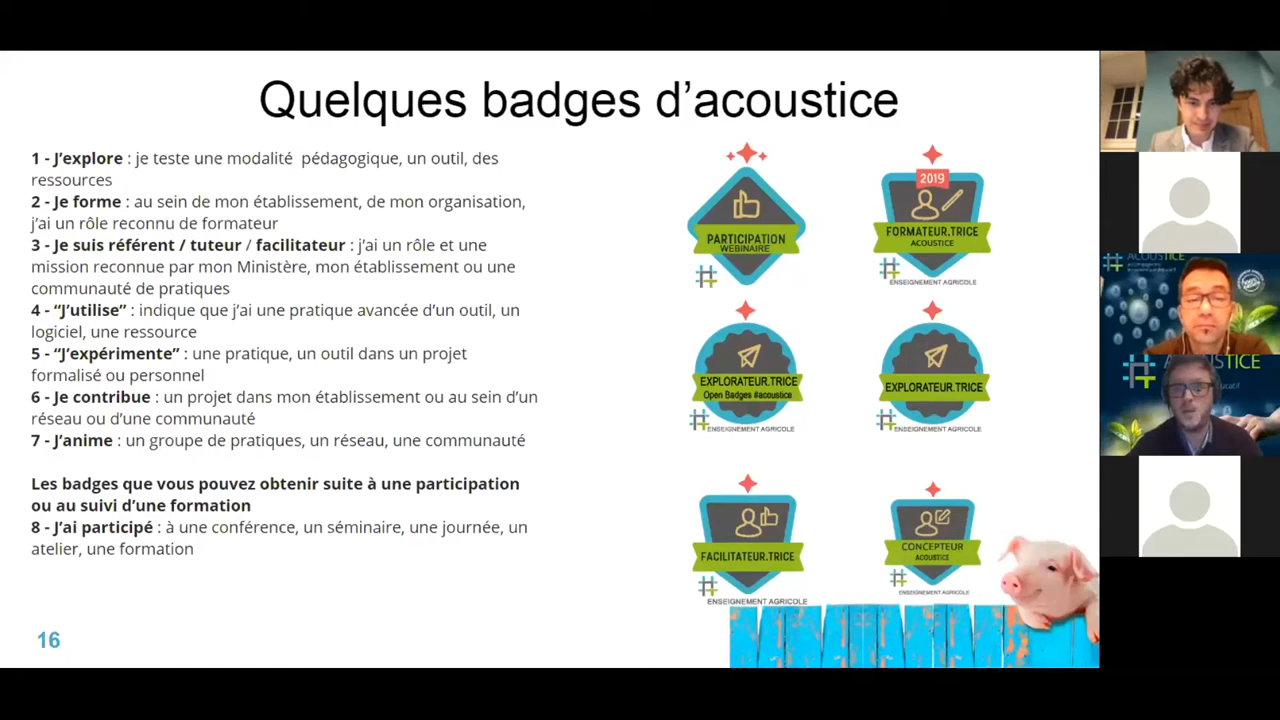 Quelques badges d’acoustice
1 - J’explore : je teste une modalité pédagogique, un outil, des
ressources
2 - Je forme : au sein de mon établissement, de mon organisation,
j’ai un rôle reconnu de formateur
3 - Je suis référent / tuteur / facilitateur : j’ai un rôle et une
mission reconnue par mon Ministère, mon établissement ou une
communauté de pratiques
4 - “J’utilise” : indique que j’ai une pratique avancée d’un outil, un
logiciel, une ressource
5 - “J’expérimente” : une pratique, un outil dans un projet
formalisé ou personnel
6 - Je contribue : un projet dans mon établissement ou au sein d’un
réseau ou d’une communauté
7 - J’anime : un groupe de pratiques, un réseau, une communauté
Les badges que vous pouvez obtenir suite à une participation
ou au suivi d’une formation
8 - J’ai participé : à une conférence, un séminaire, une journée, un
atelier, une formation
16
PARTICIPATION
WEBINAIRE
2019
FORMATEUR.TRICE
ACOUSTICE
ENSEIGNEMENT AGRICOLE
EXPLORATEUR.TRICE
Open Badges #acoustice
ENSEIGNEMENT AGRICOLE
EXPLORATEUR.TRICE
ENSEIGNEMENT AGRICOLE
FACILITATEUR.TRICE
ENSEIGNEMENT AGRICOLE
CONCEPTEUR
ACOUSTICE
ENSEIGNEMENT AGRICOLE
ACOUSTICE